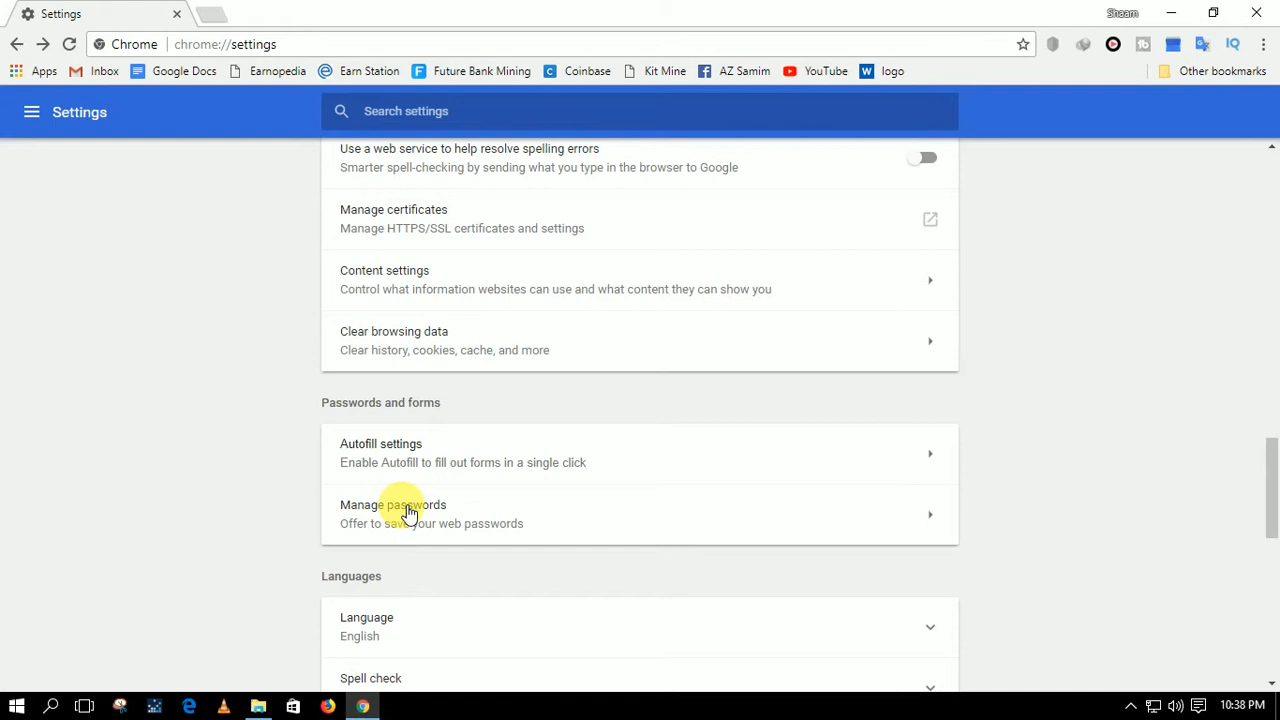 Settings
Shaam
Chrome
chrome://settings
Apps
Inbox
Google Docs
Earnopedia
Earn Station
Future Bank Mining
Coinbase
Kit Mine
AZ Samim
YouTube
logo
Other bookmarks
Settings
Search settings
Use a web service to help resolve spelling errors
Smarter spell-checking by sending what you type in the browser to Google
Manage certificates
Manage HTTPS/SSL certificates and settings
Content settings
Control what information websites can use and what content they can show you
Clear browsing data
Clear history, cookies, cache, and more
Passwords and forms
Autofill settings
Enable Autofill to fill out forms in a single click
Manage passwords
Offer to save your web passwords
Languages
Language
English
Spell check
10:38 PM